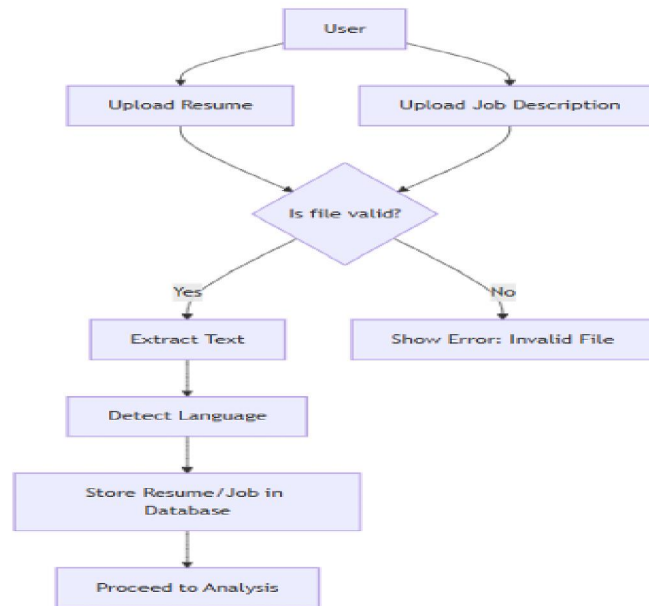 User
Upload Resume
Upload Job Description
Is file valid?
Yes
No
Extract Text
Show Error: Invalid File
Detect Language
Store Resume/Job in
Database
Proceed to Analysis